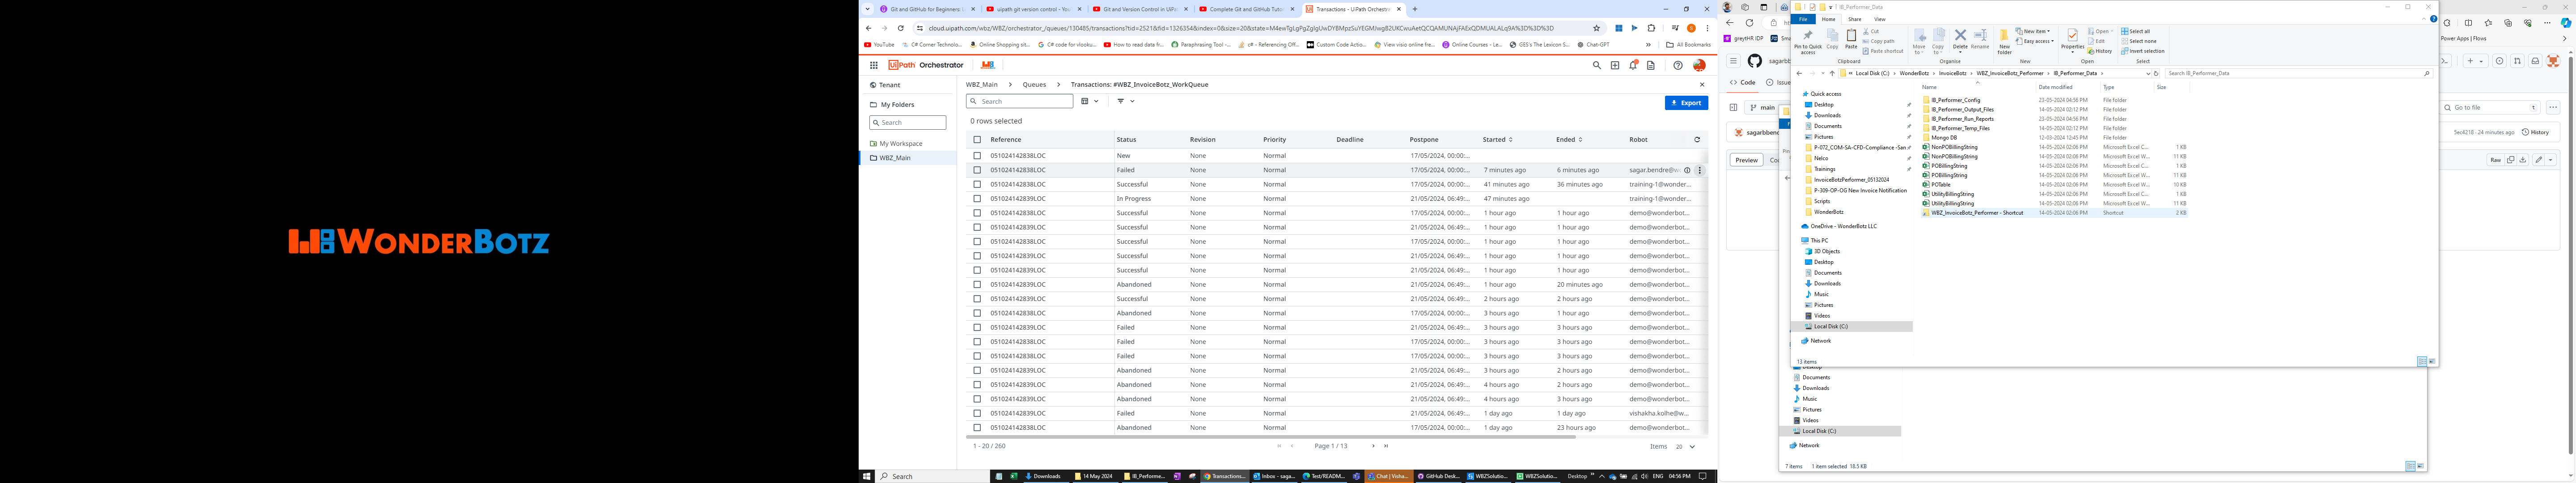 WONDERBOTZ
Git and GitHub for Beginners: L
uipath git version control - You
Git and Version Control in UiPa
Complete Git and GitHub Tutor
Transactions - UiPath Orchestra
YouTube
C# Corner Technolo...
Online Shopping sit...
C# code for vlooku...
How to read data fr...
Paraphrasing Tool -...
c# - Referencing Off...
Custom Code Actio...
View visio online fre...
Online Courses - Le...
GES's The Lexicon S...
Chat-GPT
All Bookmarks
UiPath Orchestrator
Tenant
My Folders
Search
My Workspace
WBZ_Main
WBZ_Main > Queues > Transactions: #WBZ_InvoiceBotz_WorkQueue
Search
Export
0 rows selected
Reference Status Revision Priority Deadline Postpone Started Ended Robot
051024142838LOC New None Normal 17/05/2024, 00:00:...
051024142838LOC Failed None Normal 17/05/2024, 00:00:... 7 minutes ago 6 minutes ago sagar.bendre@w
051024142838LOC Successful None Normal 17/05/2024, 00:00:... 41 minutes ago 36 minutes ago training-1@wonder...
051024142839LOC In Progress None Normal 21/05/2024, 06:49:... 47 minutes ago training-1@wonder...
051024142838LOC Successful None Normal 17/05/2024, 00:00:... 1 hour ago 1 hour ago demo@wonderbot...
051024142839LOC Successful None Normal 21/05/2024, 06:49:... 1 hour ago 1 hour ago demo@wonderbot...
051024142838LOC Successful None Normal 17/05/2024, 00:00:... 1 hour ago 1 hour ago demo@wonderbot...
051024142839LOC Successful None Normal 21/05/2024, 06:49:... 1 hour ago 1 hour ago demo@wonderbot...
051024142839LOC Successful None Normal 21/05/2024, 06:49:... 1 hour ago 1 hour ago demo@wonderbot...
051024142839LOC Abandoned None Normal 21/05/2024, 06:49:... 1 hour ago 20 minutes ago demo@wonderbot...
051024142839LOC Successful None Normal 21/05/2024, 06:49:... 2 hours ago 2 hours ago demo@wonderbot...
051024142838LOC Abandoned None Normal 17/05/2024, 00:00:... 3 hours ago 1 hour ago demo@wonderbot...
051024142839LOC Failed None Normal 21/05/2024, 06:49:... 3 hours ago 3 hours ago demo@wonderbot...
051024142838LOC Failed None Normal 17/05/2024, 00:00:... 3 hours ago 3 hours ago demo@wonderbot...
051024142838LOC Failed None Normal 17/05/2024, 00:00:... 3 hours ago 3 hours ago demo@wonderbot...
051024142839LOC Abandoned None Normal 21/05/2024, 06:49:... 3 hours ago 2 hours ago demo@wonderbot...
051024142839LOC Abandoned None Normal 21/05/2024, 06:49:... 4 hours ago 2 hours ago demo@wonderbot...
051024142839LOC Abandoned None Normal 21/05/2024, 06:49:... 4 hours ago 3 hours ago demo@wonderbot...
051024142839LOC Failed None Normal 21/05/2024, 06:49:... 1 day ago 1 day ago vishakha.kolhe@w...
051024142838LOC Abandoned None Normal 17/05/2024, 00:00:... 1 day ago 23 hours ago demo@wonderbot...
1 - 20 / 260
Page 1 / 13
Items 20
Search
Downloads
14 May 2024
IB_Performe...
Transactions...
Inbox - saga...
Test/READM...
Chat | Visha...
GitHub Desk...
WBZSolutio...
WBZSolutio...
Desktop
ENG
04:56 PM
greytHR IDP
Power Apps | Flows
Code
Issue
main
Go to file
sagarbbend
Sec4218 · 24 minutes ago
History
Preview
Raw
IB_Performer_Data
File Home Share View
Pin to Quick access
Copy
Paste
Cut
Copy path
Paste shortcut
Move to
Copy to
Delete
Rename
New folder
New item
Easy access
Properties
Open
Edit
History
Select all
Select none
Invert selection
Clipboard Organise New Open Select
Local Disk (C:) > WonderBotz > InvoiceBotz > WBZ_InvoiceBotz_Performer > IB_Performer_Data
Search IB_Performer_Data
Name Date modified Type Size
IB_Performer_Config 23-05-2024 04:56 PM File folder
IB_Performer_Output_Files 14-05-2024 02:12 PM File folder
IB_Performer_Run_Reports 23-05-2024 04:56 PM File folder
IB_Performer_Temp_Files 14-05-2024 02:12 PM File folder
Mongo DB 12-03-2024 12:45 PM File folder
NonPOBillingString 14-05-2024 02:06 PM Microsoft Excel C... 1 KB
NonPOBillingString 14-05-2024 02:06 PM Microsoft Excel W... 11 KB
POBillingString 14-05-2024 02:06 PM Microsoft Excel C... 1 KB
POBillingString 14-05-2024 02:06 PM Microsoft Excel W... 11 KB
POTable 14-05-2024 02:06 PM Microsoft Excel W... 10 KB
UtilityBillingString 14-05-2024 02:06 PM Microsoft Excel C... 1 KB
UtilityBillingString 14-05-2024 02:06 PM Microsoft Excel W... 11 KB
WBZ_InvoiceBotz_Performer - Shortcut 14-05-2024 02:06 PM Shortcut 2 KB
Quick access
Desktop
Downloads
Documents
Pictures
P-072_COM-SA-CFD-Compliance -San
Nelco
Trainings
InvoiceBotzPerformer_05132024
P-309-OP-OG New Invoice Notification
Scripts
WonderBotz
OneDrive - WonderBotz LLC
This PC
3D Objects
Desktop
Documents
Downloads
Music
Pictures
Videos
Local Disk (C:)
Network
13 items
Desktop
Documents
Downloads
Music
Pictures
Videos
Local Disk (C:)
Network
7 items 1 item selected 18.5 KB